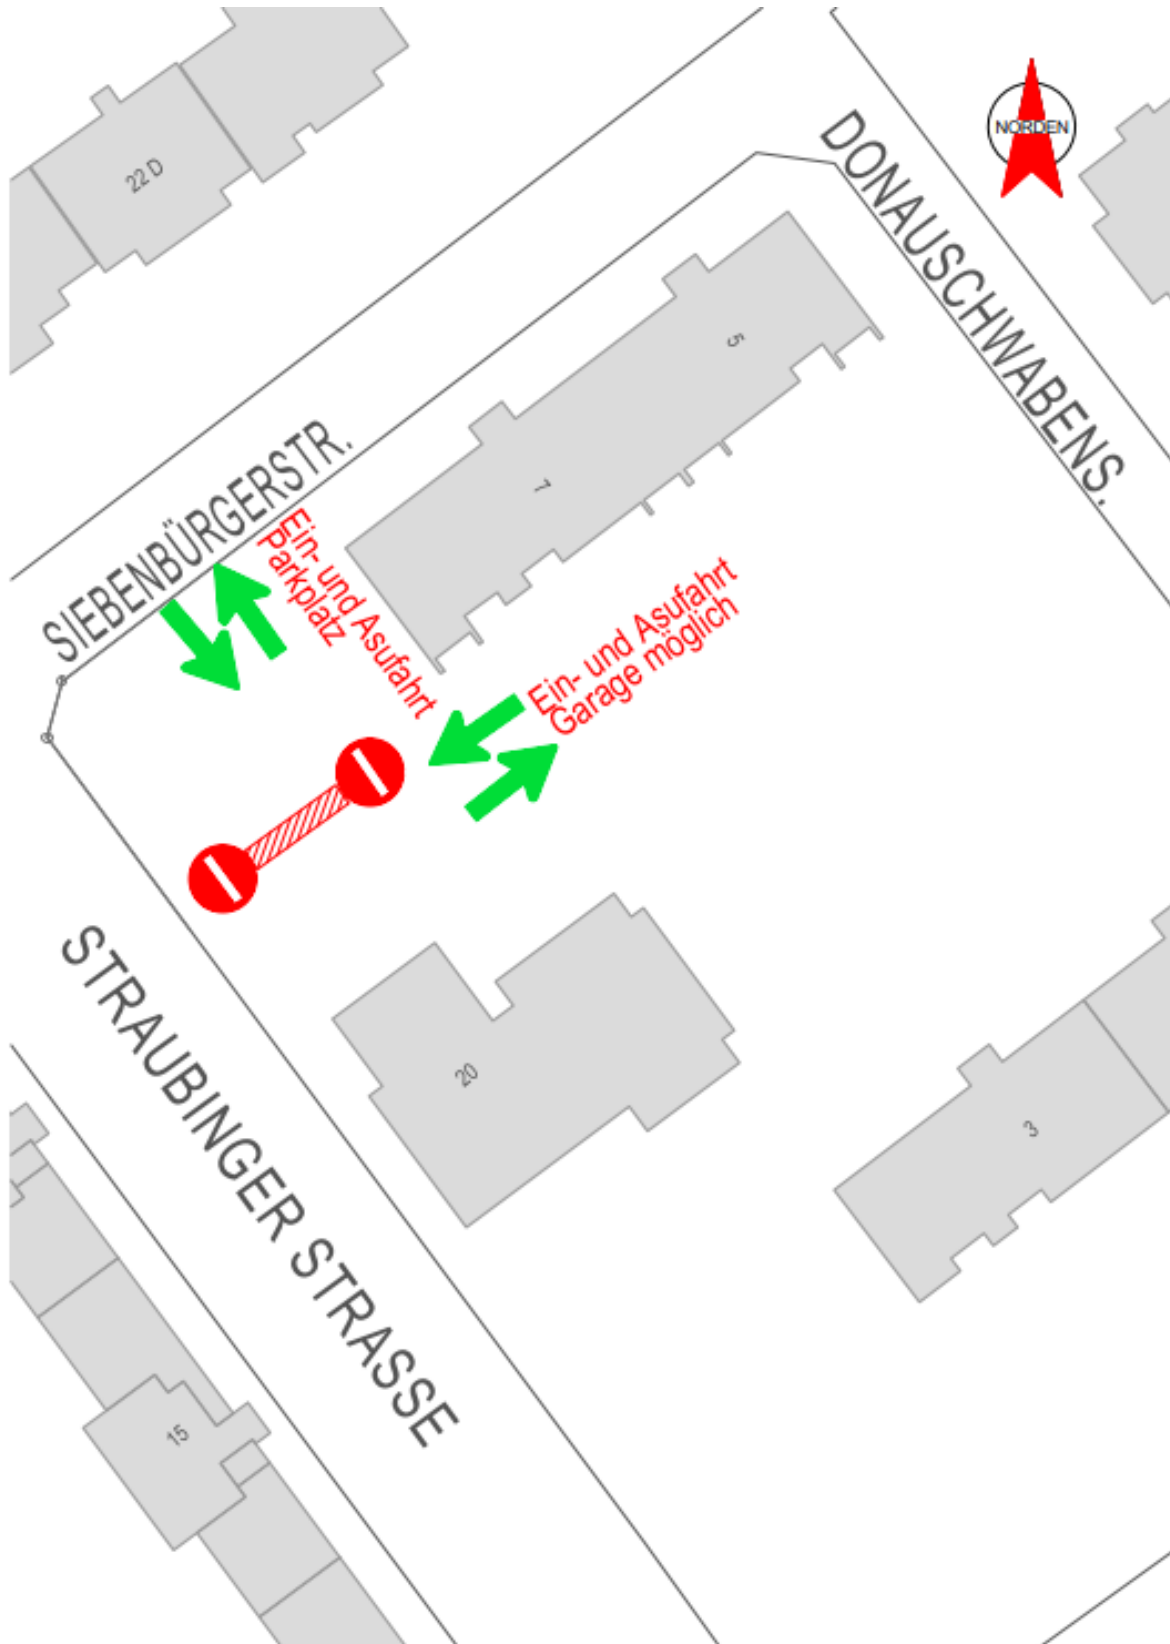 NORDEN
DONAUSCHWABENS.
22 D
5
7
SIEBENBÜRGERSTR.
Ein- und Asufahrt
Parkplatz
Ein- und Asufahrt
Garage möglich
STRAUBINGER STRASSE
20
3
15